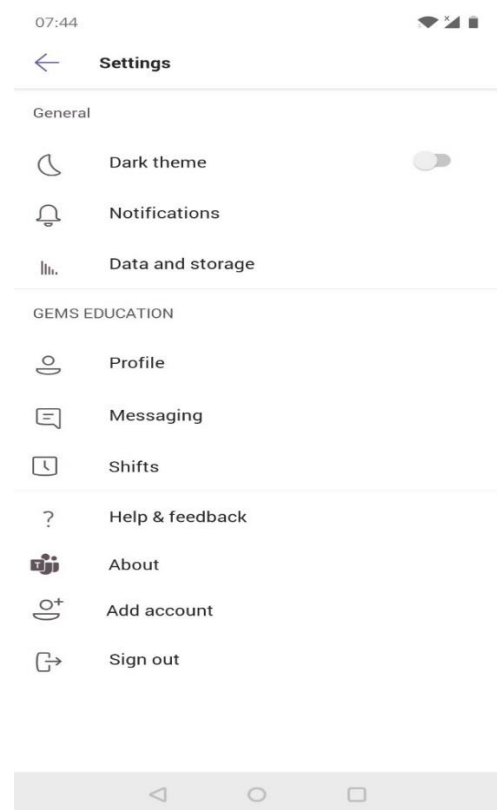 07:44
Settings
General
Dark theme
Notifications
Data and storage
GEMS EDUCATION
Profile
Messaging
Shifts
? Help & feedback
About
Add account
Sign out